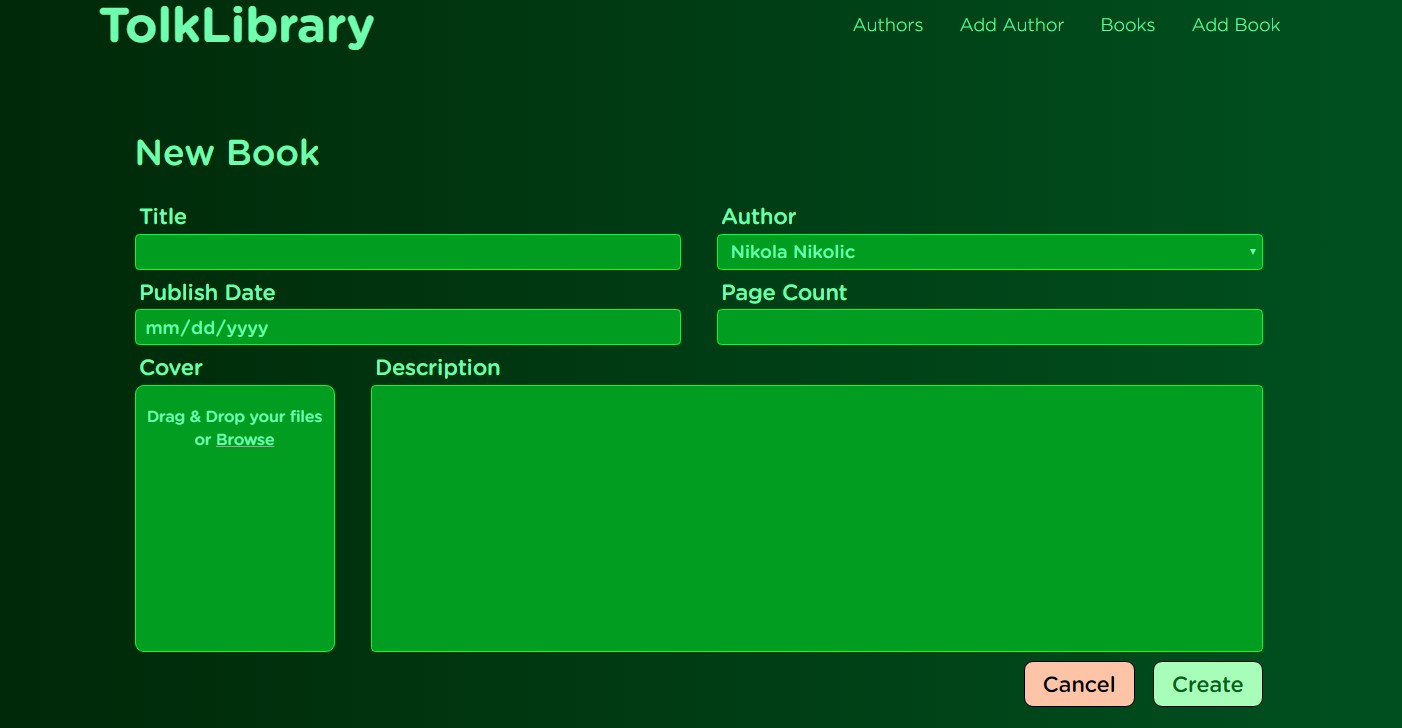 TolkLibrary
Authors Add Author Books Add Book
New Book
Title Author
Nikola Nikolic
Publish Date Page Count
mm/dd/yyyy
Cover Description
Drag & Drop your files
or Browse
Cancel Create